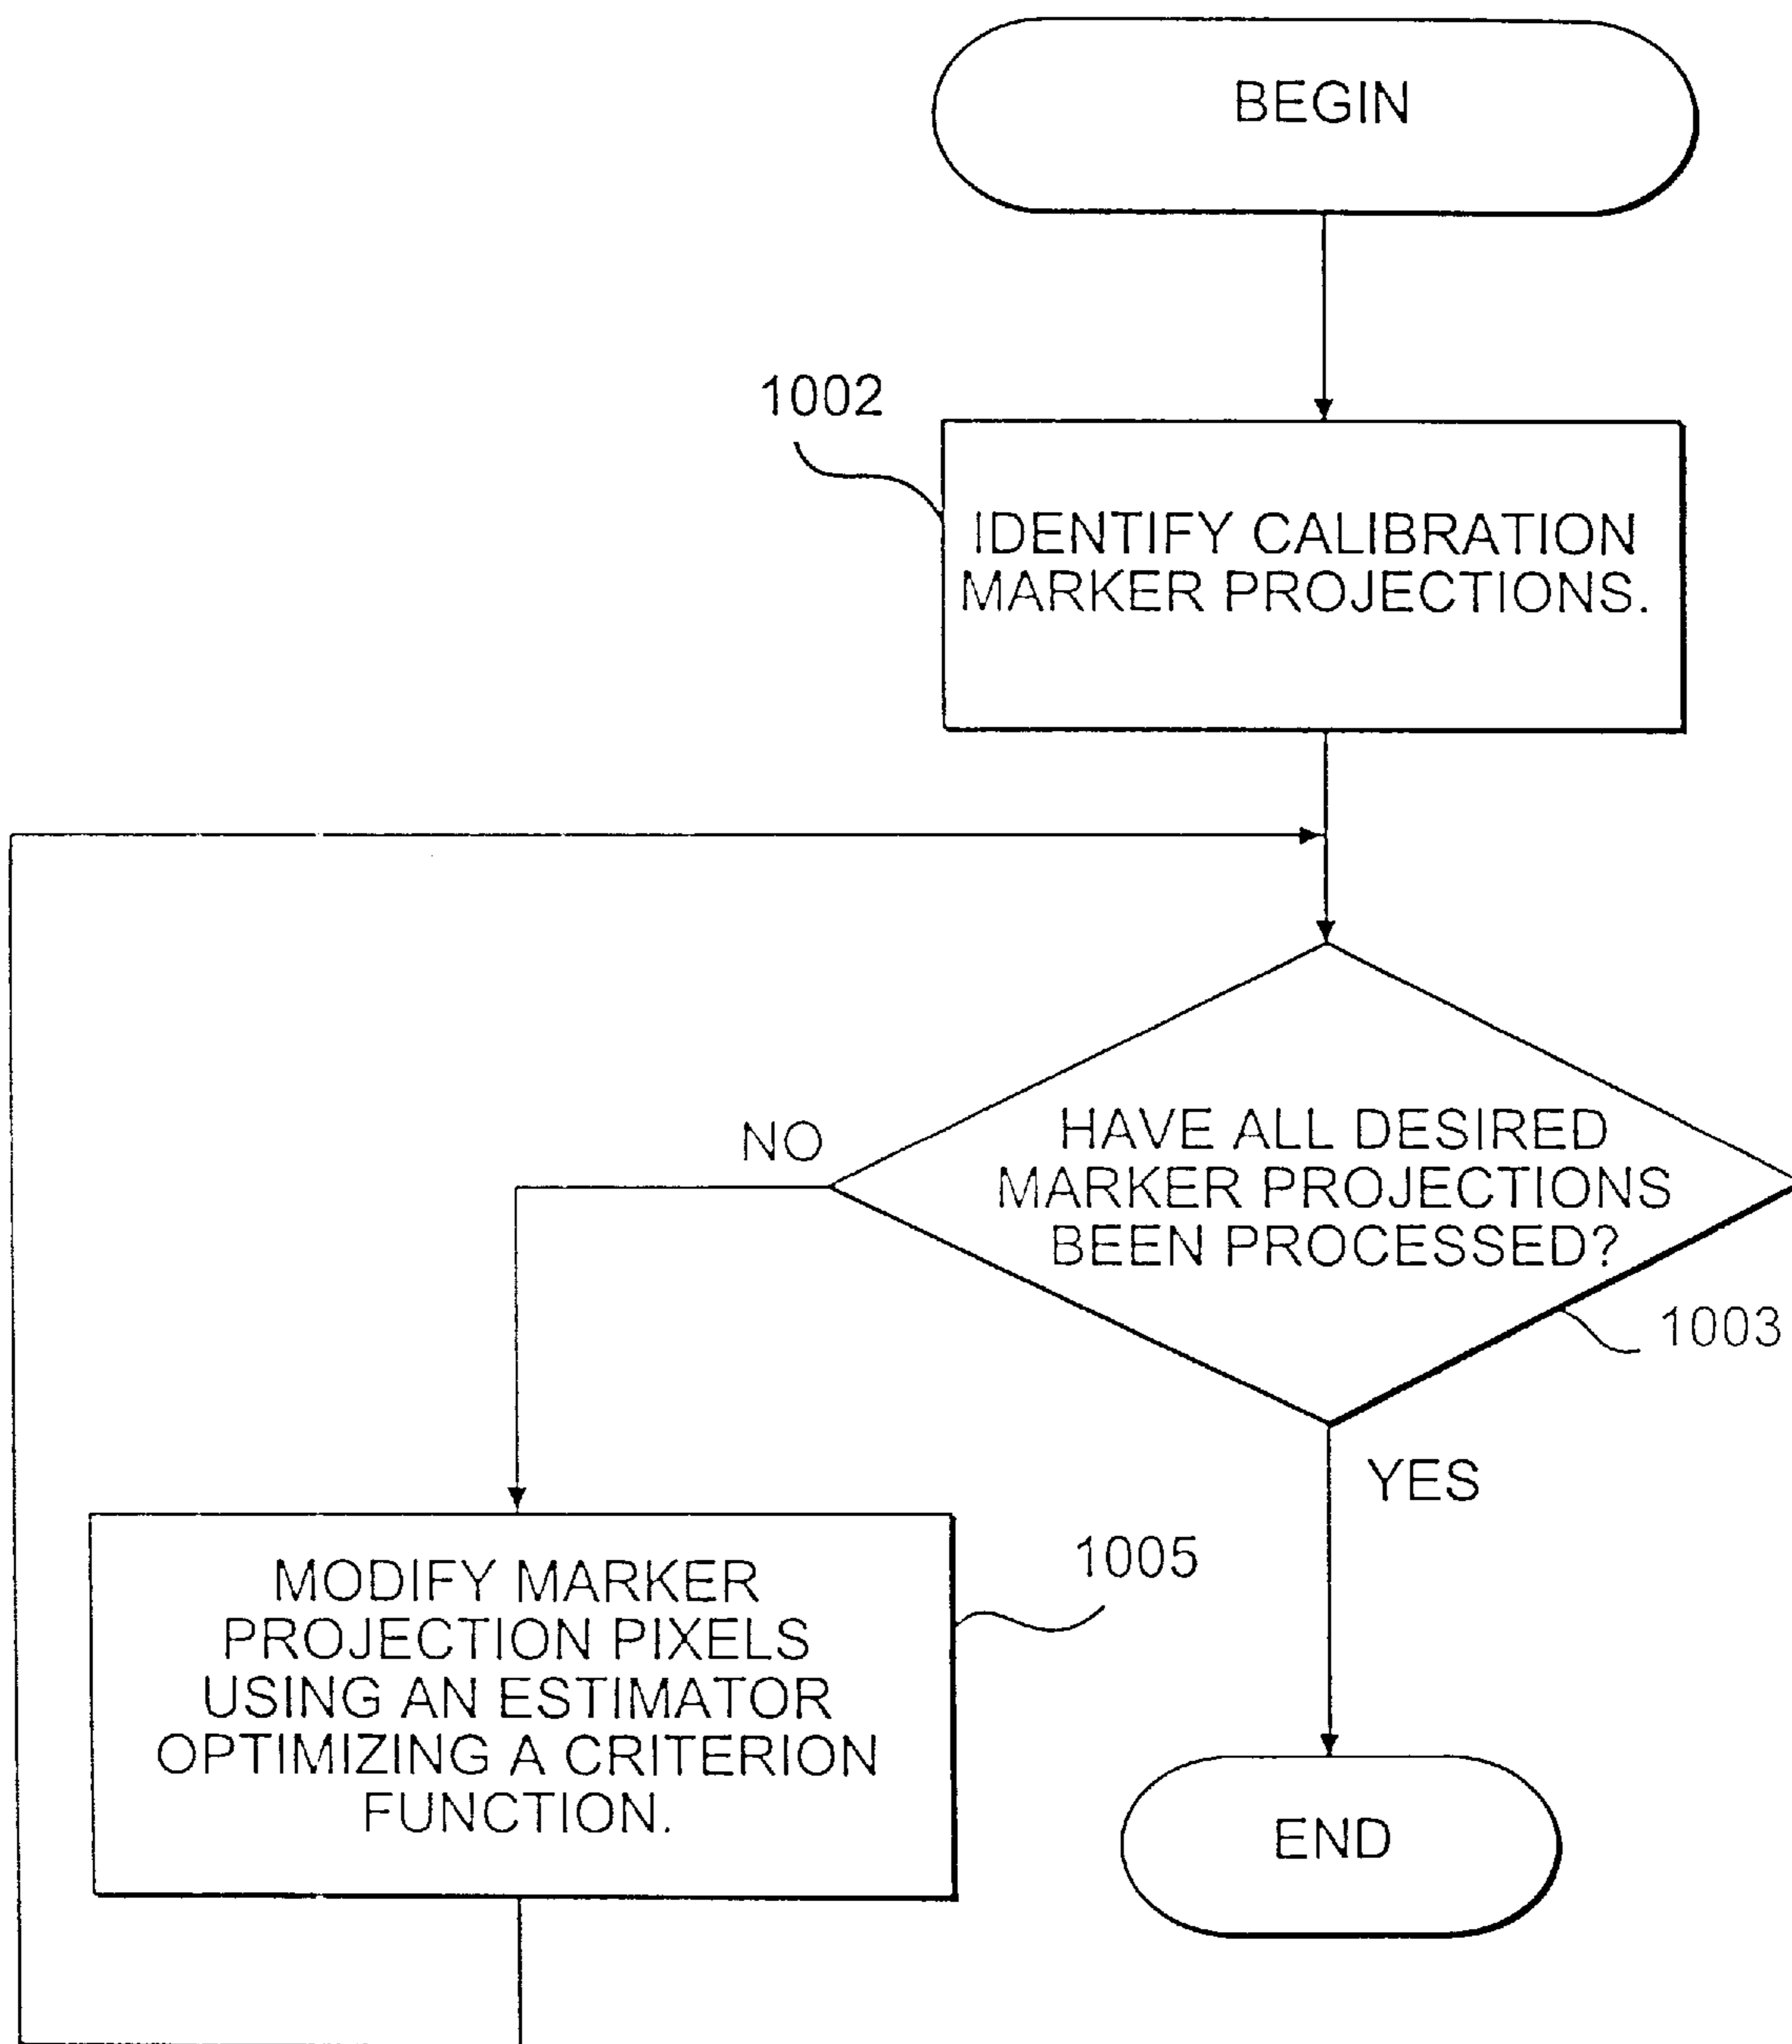 BEGIN
1002
IDENTIFY CALIBRATION
MARKER PROJECTIONS.
NO
HAVE ALL DESIRED
MARKER PROJECTIONS
BEEN PROCESSED?
1003
YES
1005
MODIFY MARKER
PROJECTION PIXELS
USING AN ESTIMATOR
OPTIMIZING A CRITERION
FUNCTION.
END